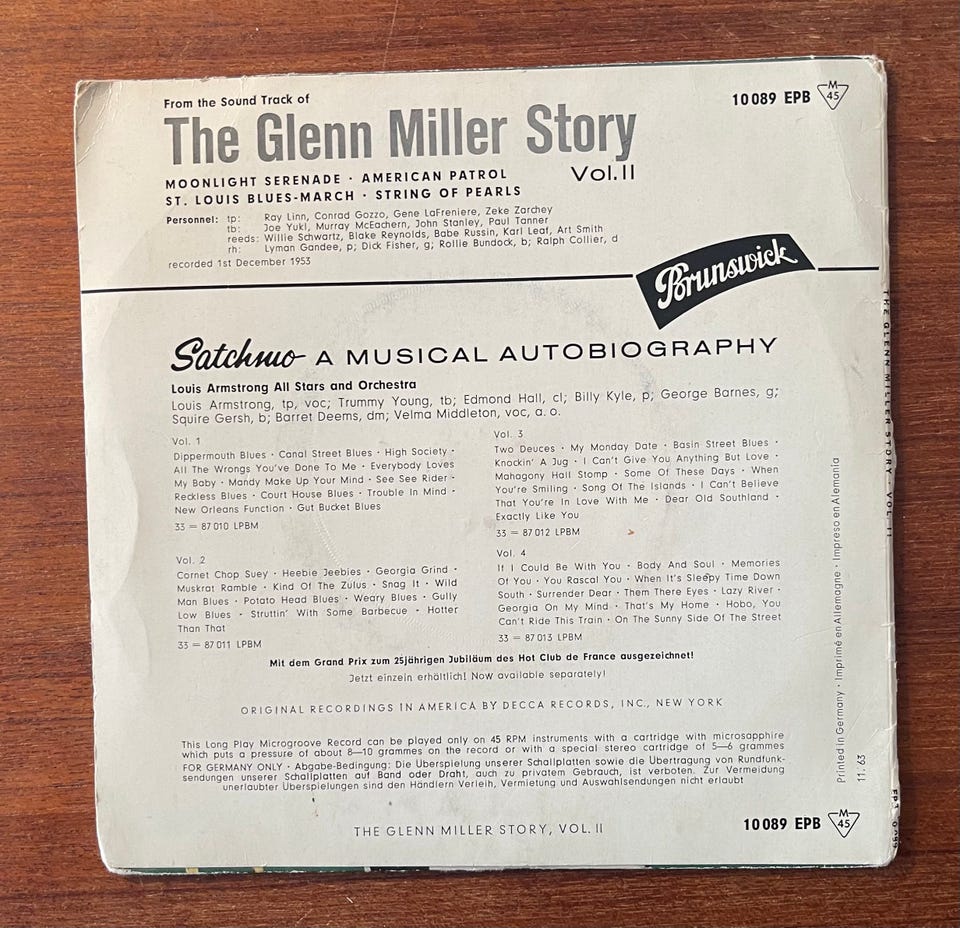 From the Sound Track of
10 089 EPB M 45
The Glenn Miller Story
Vol. II
MOONLIGHT SERENADE · AMERICAN PATROL
ST. LOUIS BLUES-MARCH · STRING OF PEARLS
Personnel: tp: Ray Linn, Conrad Gozzo, Gene LaFreniere, Zeke Zarchey
tb: Joe Yukl, Murray McEachern, John Stanley, Paul Tanner
reeds: Willie Schwartz, Blake Reynolds, Babe Russin, Karl Leaf, Art Smith
rh: Lyman Gandee, p; Dick Fisher, g; Rollie Bundock, b; Ralph Collier, d
recorded 1st December 1953
Brunswick
Satchmo A MUSICAL AUTOBIOGRAPHY
Louis Armstrong All Stars and Orchestra
Louis Armstrong, tp, voc; Trummy Young, tb; Edmond Hall, cl; Billy Kyle, p; George Barnes, g;
Squire Gersh, b; Barret Deems, dm; Velma Middleton, voc, a. o.
Vol. 1
Dippermouth Blues · Canal Street Blues · High Society ·
All The Wrongs You've Done To Me · Everybody Loves
My Baby · Mandy Make Up Your Mind · See See Rider ·
Reckless Blues · Court House Blues · Trouble In Mind ·
New Orleans Function · Gut Bucket Blues
33 = 87 010 LPBM
Vol. 2
Cornet Chop Suey · Heebie Jeebies · Georgia Grind ·
Muskrat Ramble · Kind Of The Zulus · Snag It · Wild
Man Blues · Potato Head Blues · Weary Blues · Gully
Low Blues · Struttin' With Some Barbecue · Hotter
Than That
33 = 87 011 LPBM
Vol. 3
Two Deuces · My Monday Date · Basin Street Blues ·
Knockin' A Jug · I Can't Give You Anything But Love ·
Mahagony Hall Stomp · Some Of These Days · When
You're Smiling · Song Of The Islands · I Can't Believe
That You're In Love With Me · Dear Old Southland ·
Exactly Like You
33 = 87 012 LPBM
Vol. 4
If I Could Be With You · Body And Soul · Memories
Of You · You Rascal You · When It's Sleepy Time Down
South · Surrender Dear · Them There Eyes · Lazy River ·
Georgia On My Mind · That's My Home · Hobo, You
Can't Ride This Train · On The Sunny Side Of The Street
33 = 87 013 LPBM
Mit dem Grand Prix zum 25jährigen Jubiläum des Hot Club de France ausgezeichnet!
Jetzt einzeln erhältlich! Now available separately!
ORIGINAL RECORDINGS IN AMERICA BY DECCA RECORDS, INC., NEW YORK
This Long Play Microgroove Record can be played only on 45 RPM instruments with a cartridge with microsapphire
which puts a pressure of about 8—10 grammes on the record or with a special stereo cartridge of 5—6 grammes
FOR GERMANY ONLY · Abgabe-Bedingung: Die Überspielung unserer Schallplatten sowie die Übertragung von Rundfunk-
sendungen unserer Schallplatten auf Band oder Draht, auch zu privatem Gebrauch, ist verboten. Zur Vermeidung
unerlaubter Überspielungen sind den Händlern Verleih, Vermietung und Auswahlsendungen nicht erlaubt
THE GLENN MILLER STORY, VOL. II
10 089 EPB M 45
Printed in Germany · Imprimé en Allemagne · Impreso en Alemania
11. 63
THE GLENN MILLER STORY · VOL. II